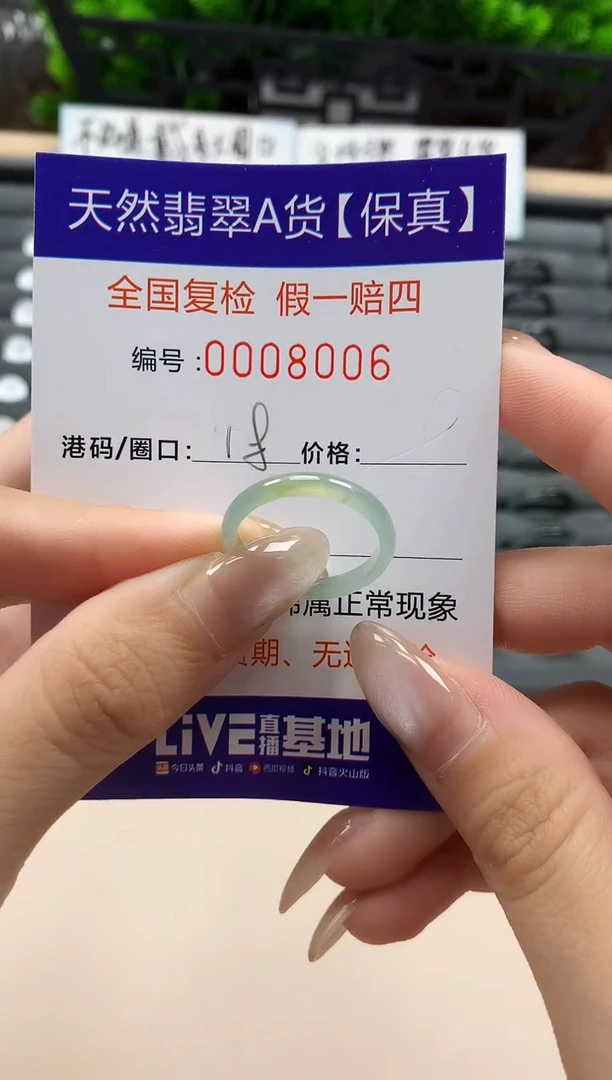 天然翡翠A货【保真】
全国复检 假一赔四
编号:0008006
港码/圈口: 价格:
属正常现象
期、无
LiVE直播基地
今日头条 抖音 西瓜视频 抖音火山版